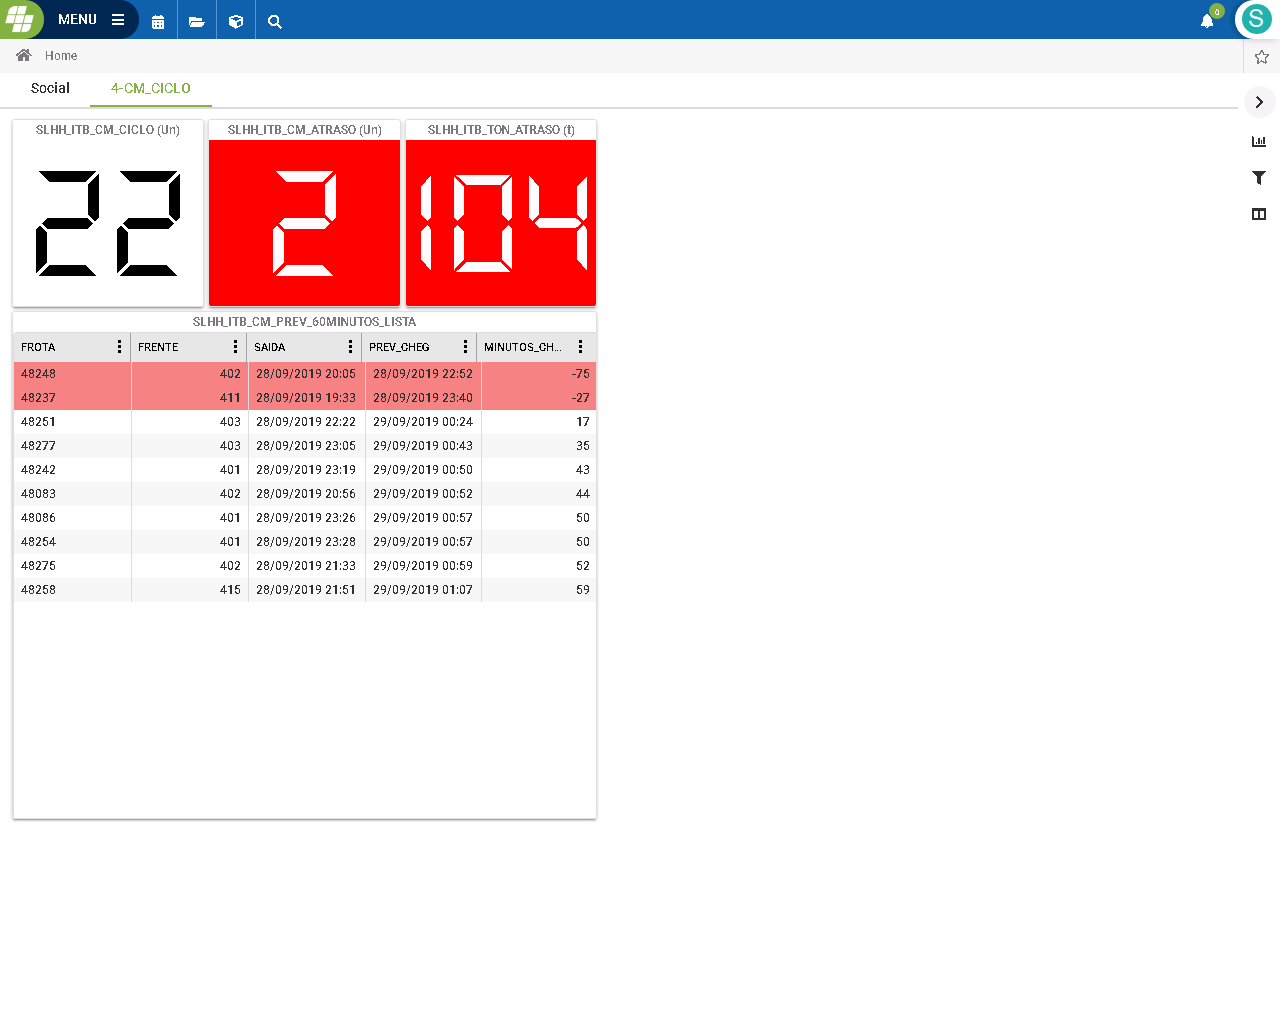 MENU
0
S
Home
Social 4-CM_CICLO
SLHH_ITB_CM_CICLO (Un) SLHH_ITB_CM_ATRASO (Un) SLHH_ITB_TON_ATRASO (t)
22 2 104
SLHH_ITB_CM_PREV_60MINUTOS_LISTA
FROTA FRENTE SAIDA PREV_CHEG MINUTOS_CH...
48248 402 28/09/2019 20:05 28/09/2019 22:52 -75
48237 411 28/09/2019 19:33 28/09/2019 23:40 -27
48251 403 28/09/2019 22:22 29/09/2019 00:24 17
48277 403 28/09/2019 23:05 29/09/2019 00:43 35
48242 401 28/09/2019 23:19 29/09/2019 00:50 43
48083 402 28/09/2019 20:56 29/09/2019 00:52 44
48086 401 28/09/2019 23:26 29/09/2019 00:57 50
48254 401 28/09/2019 23:28 29/09/2019 00:57 50
48275 402 28/09/2019 21:33 29/09/2019 00:59 52
48258 415 28/09/2019 21:51 29/09/2019 01:07 59